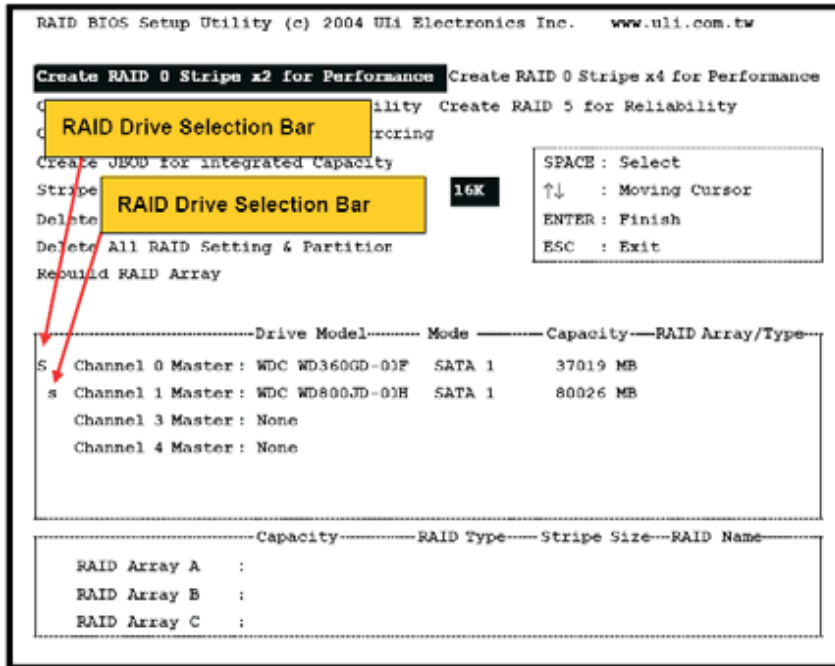 RAID BIOS Setup Utility (c) 2004 ULi Electronics Inc. www.uli.com.tw
Create RAID 0 Stripe x2 for Performance Create RAID 0 Stripe x4 for Performance
C ility Create RAID 5 for Reliability
RAID Drive Selection Bar
C rroring
Create JBOD for integrated Capacity
SPACE : Select
Stripe 16K
↑↓ : Moving Cursor
RAID Drive Selection Bar
Delete
ENTER : Finish
Delete All RAID Setting & Partition
ESC : Exit
Rebuild RAID Array
Drive Model Mode Capacity RAID Array/Type
S Channel 0 Master : WDC WD360GD-00F SATA 1 37019 MB
s Channel 1 Master : WDC WD800JD-00H SATA 1 80026 MB
Channel 3 Master : None
Channel 4 Master : None
Capacity RAID Type Stripe Size RAID Name
RAID Array A :
RAID Array B :
RAID Array C :